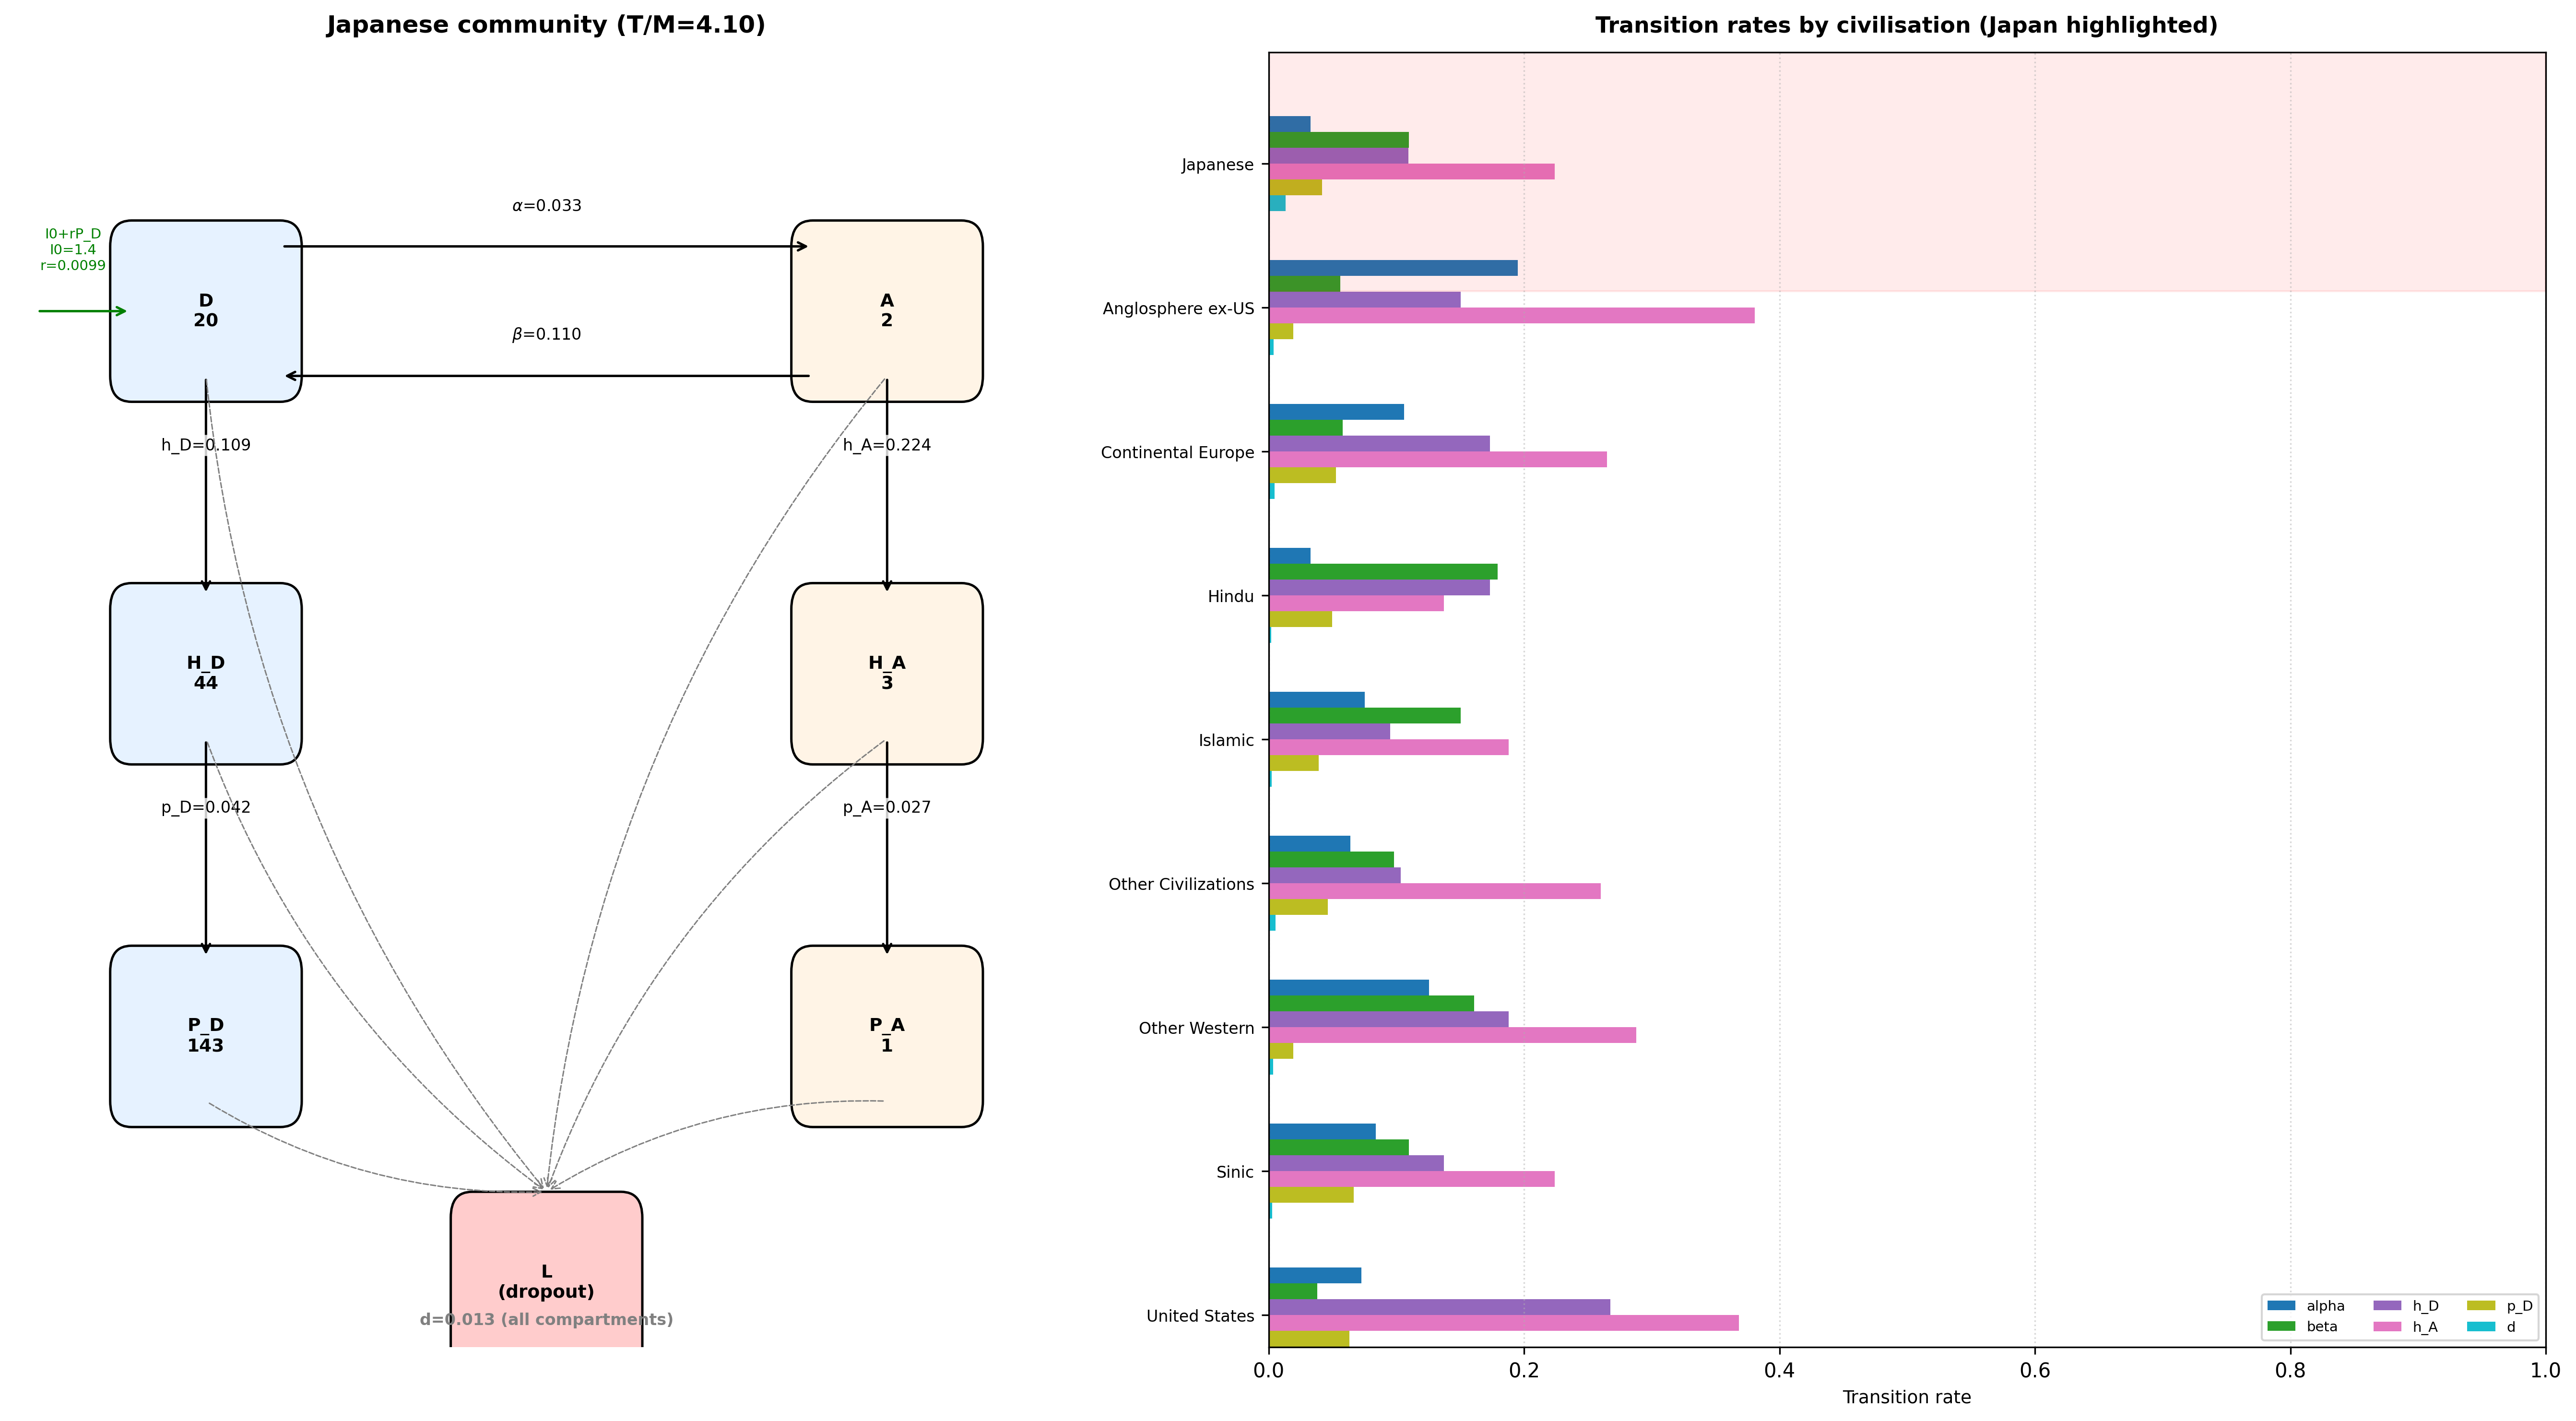 Japanese community (T/M=4.10)
I0+rP_D
I0=1.4
r=0.0099
α=0.033
β=0.110
D
20
A
2
h_D=0.109
h_A=0.224
H_D
44
H_A
3
p_D=0.042
p_A=0.027
P_D
143
P_A
1
L
(dropout)
d=0.013 (all compartments)
Transition rates by civilisation (Japan highlighted)
Japanese
Anglosphere ex-US
Continental Europe
Hindu
Islamic
Other Civilizations
Other Western
Sinic
United States
alpha
beta
h_D
h_A
p_D
d
0.0 0.2 0.4 0.6 0.8 1.0
Transition rate